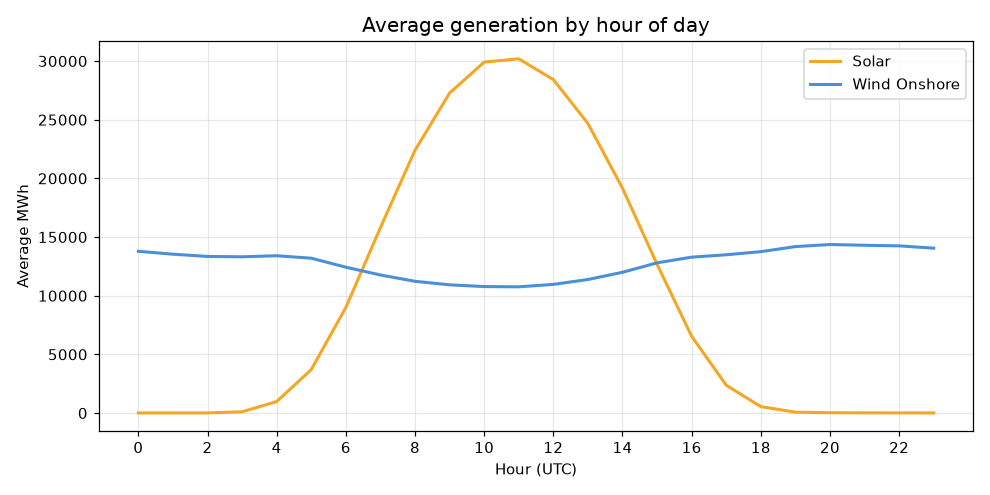 Average generation by hour of day
Solar
Wind Onshore
Average MWh
30000
25000
20000
15000
10000
5000
0
0 2 4 6 8 10 12 14 16 18 20 22
Hour (UTC)